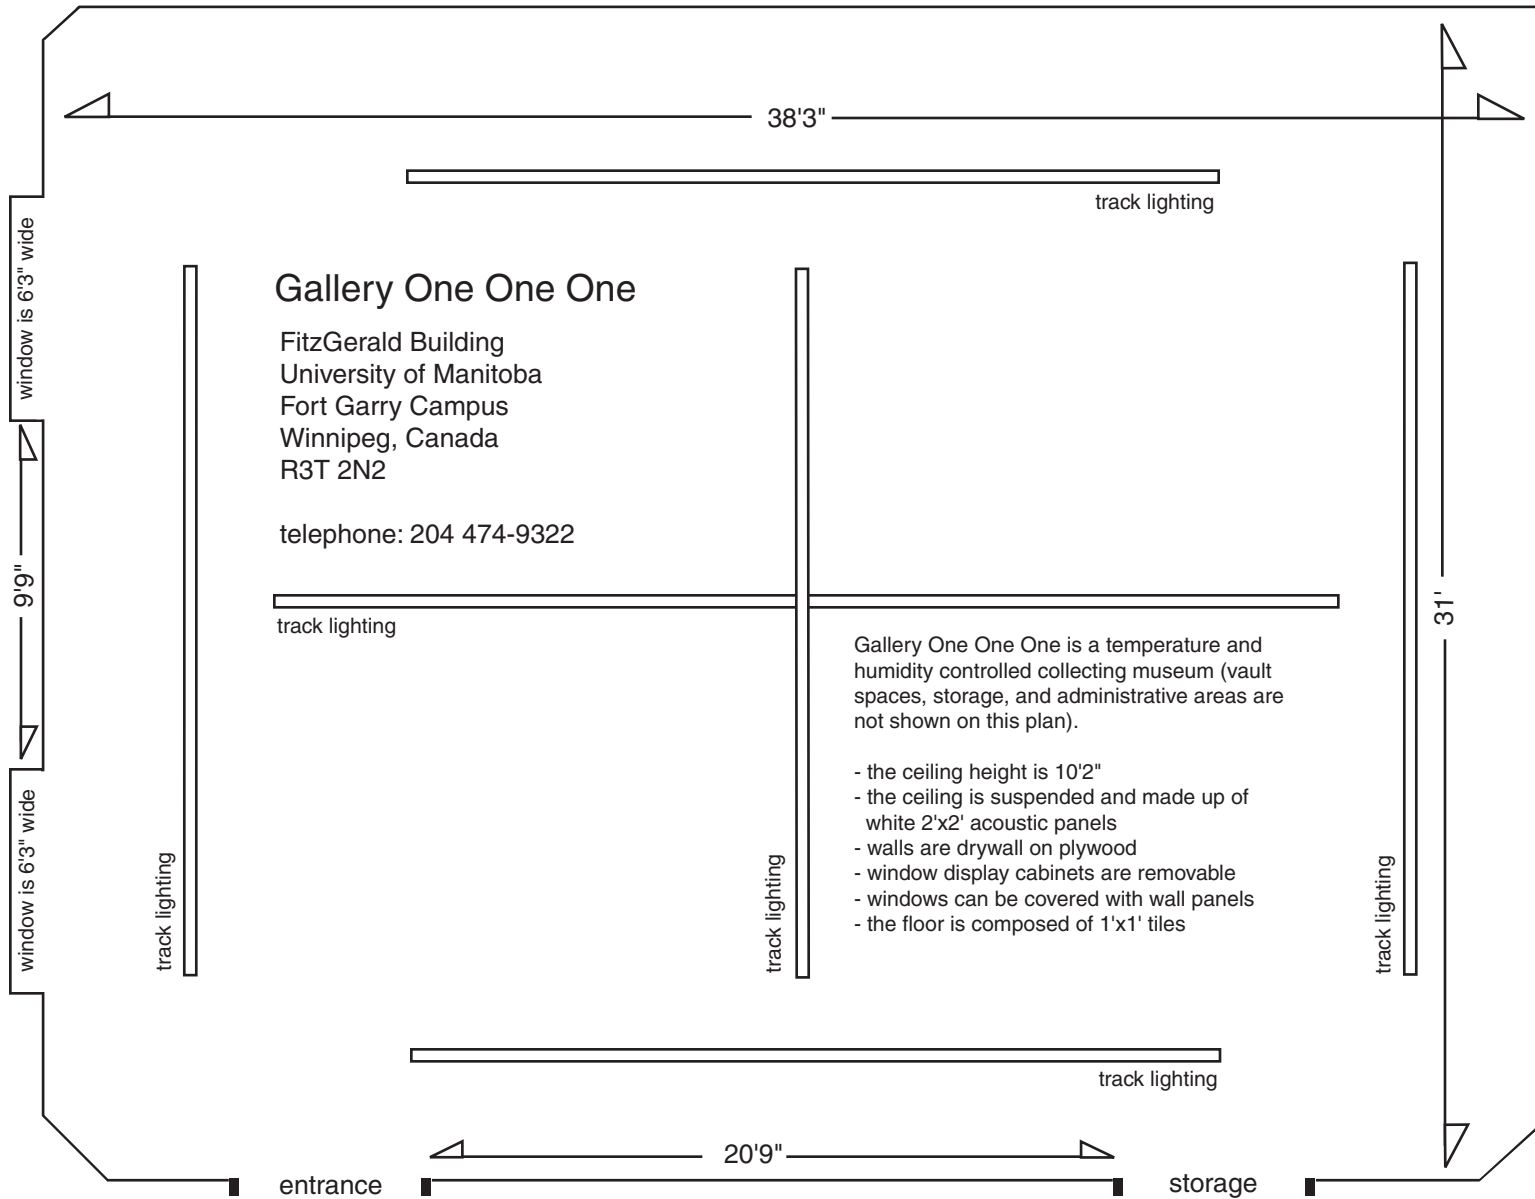 38'3"
track lighting
window is 6'3" wide
Gallery One One One
FitzGerald Building
University of Manitoba
Fort Garry Campus
Winnipeg, Canada
R3T 2N2
telephone: 204 474-9322
9'9"
31'
track lighting
Gallery One One One is a temperature and
humidity controlled collecting museum (vault
spaces, storage, and administrative areas are
not shown on this plan).
- the ceiling height is 10'2"
- the ceiling is suspended and made up of
white 2'x2' acoustic panels
- walls are drywall on plywood
- window display cabinets are removable
- windows can be covered with wall panels
- the floor is composed of 1'x1' tiles
window is 6'3" wide
track lighting
track lighting
track lighting
track lighting
20'9"
entrance
storage